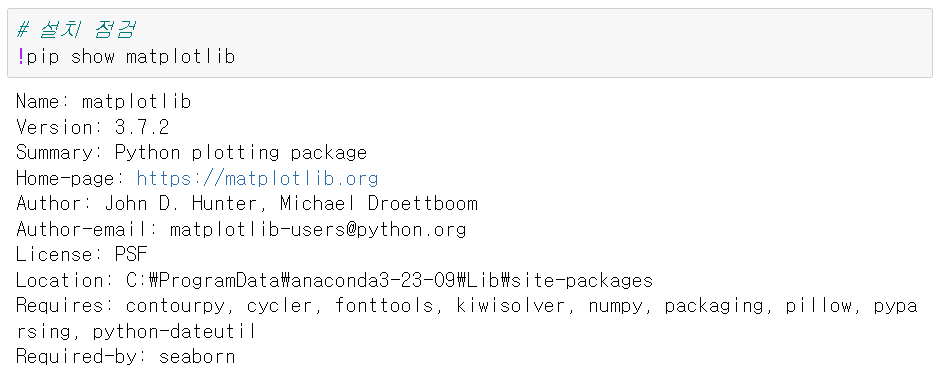 # 설치 점검
!pip show matplotlib
Name: matplotlib
Version: 3.7.2
Summary: Python plotting package
Home-page: https://matplotlib.org
Author: John D. Hunter, Michael Droettboom
Author-email: matplotlib-users@python.org
License: PSF
Location: C:₩ProgramData₩anaconda3-23-09₩Lib₩site-packages
Requires: contourpy, cycler, fonttools, kiwisolver, numpy, packaging, pillow, pypa
rsing, python-dateutil
Required-by: seaborn